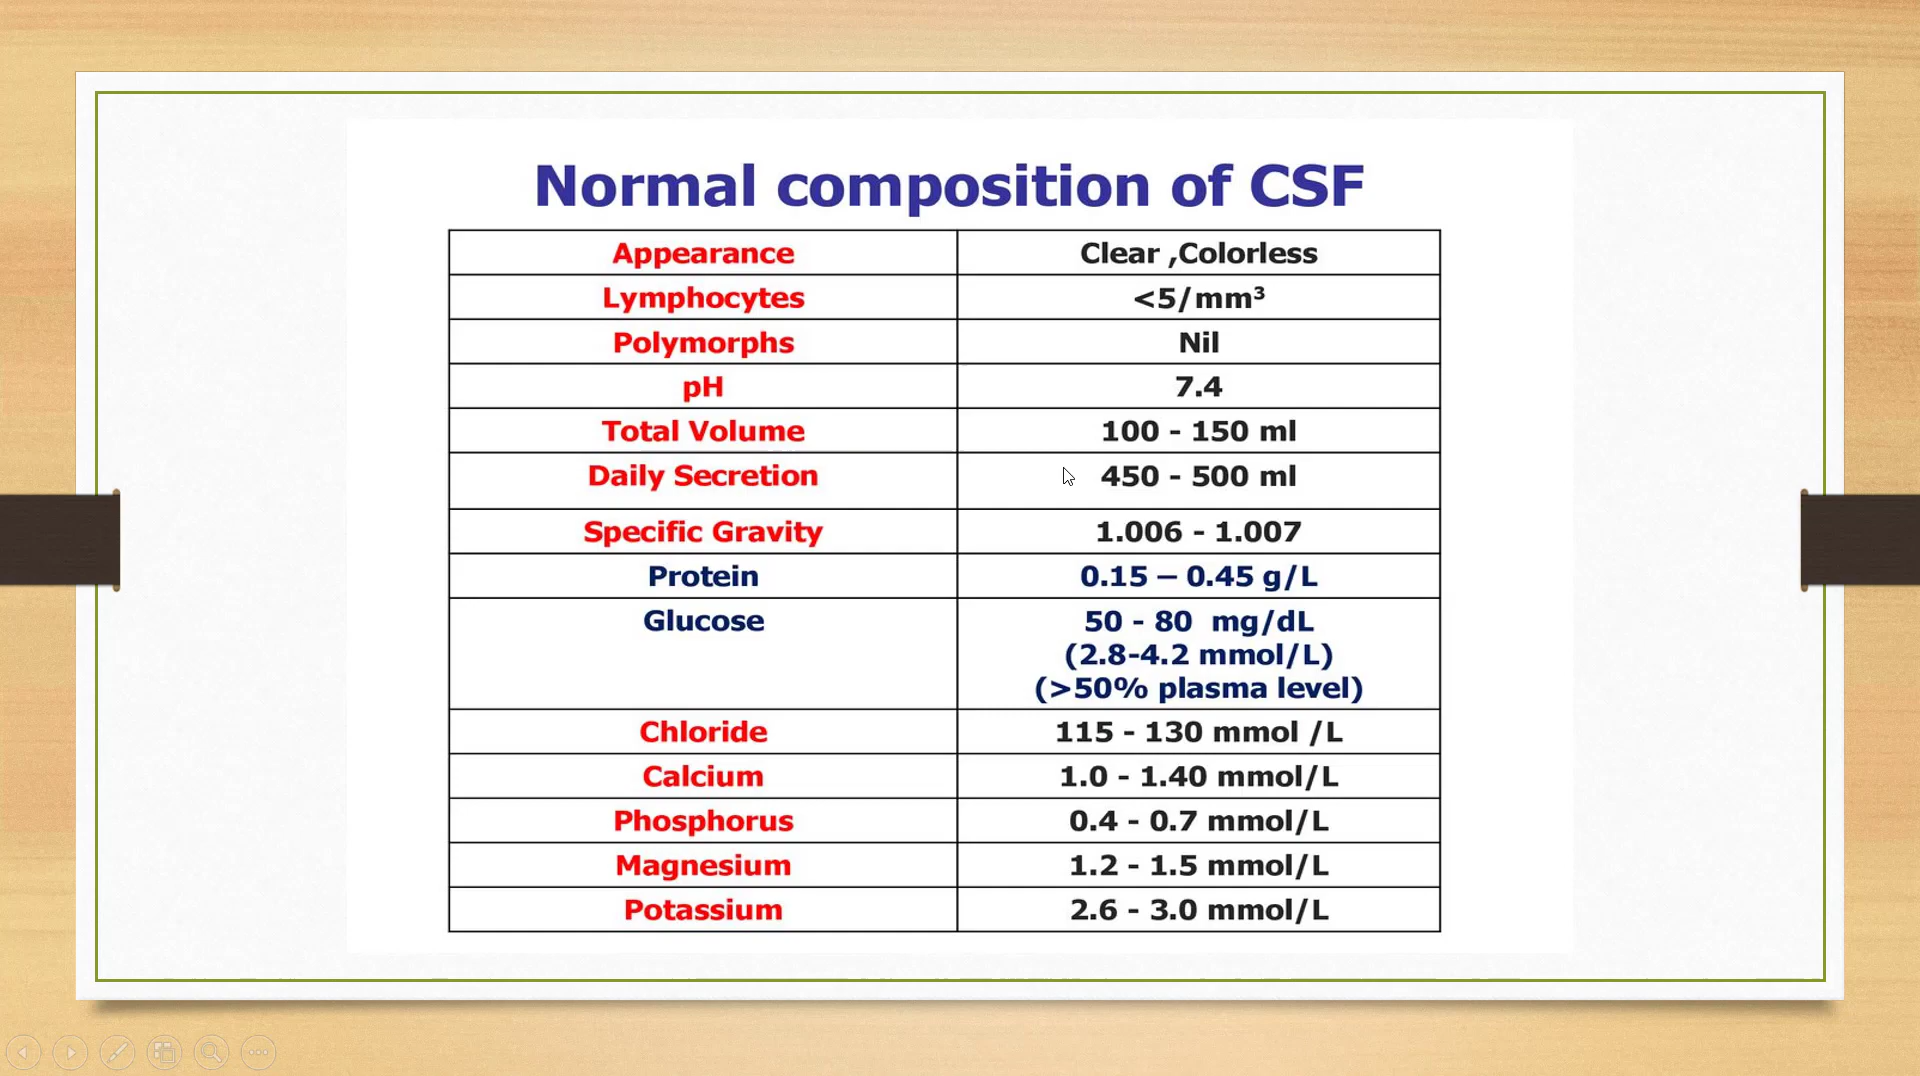 Normal composition of CSF
Appearance Clear ,Colorless
Lymphocytes <5/mm³
Polymorphs Nil
pH 7.4
Total Volume 100 - 150 ml
Daily Secretion 450 - 500 ml
Specific Gravity 1.006 - 1.007
Protein 0.15 – 0.45 g/L
Glucose 50 - 80 mg/dL
(2.8-4.2 mmol/L)
(>50% plasma level)
Chloride 115 - 130 mmol /L
Calcium 1.0 - 1.40 mmol/L
Phosphorus 0.4 - 0.7 mmol/L
Magnesium 1.2 - 1.5 mmol/L
Potassium 2.6 - 3.0 mmol/L